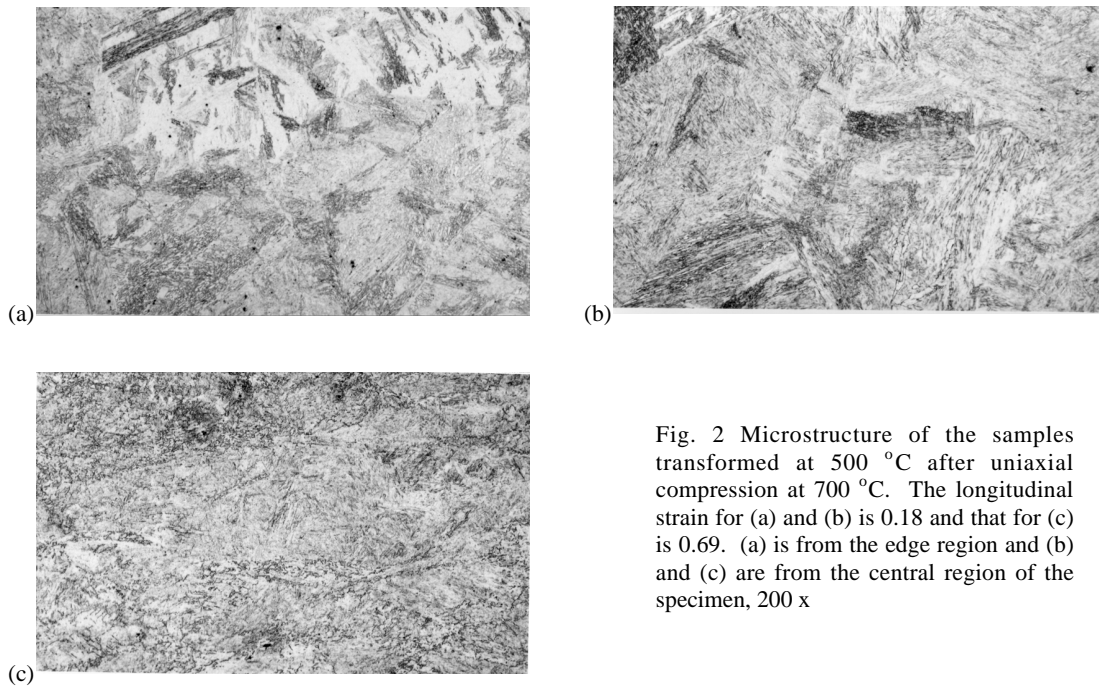 (a)
(b)
(c)
Fig. 2 Microstructure of the samples
transformed at 500 °C after uniaxial
compression at 700 °C. The longitudinal
strain for (a) and (b) is 0.18 and that for (c)
is 0.69. (a) is from the edge region and (b)
and (c) are from the central region of the
specimen, 200 x